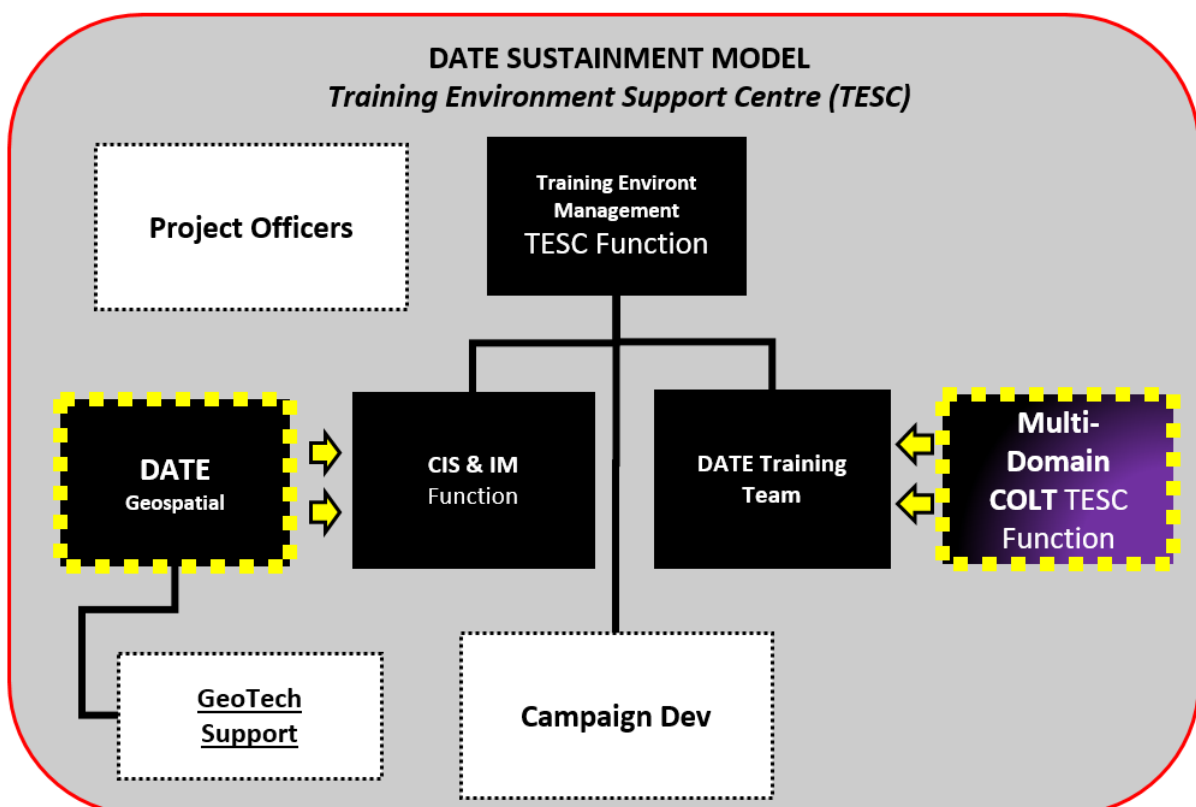 DATE SUSTAINMENT MODEL
Training Environment Support Centre (TESC)
Project Officers
Training Environt
Management
TESC Function
DATE
Geospatial
CIS & IM
Function
DATE Training
Team
Multi-
Domain
COLT TESC
Function
GeoTech
Support
Campaign Dev